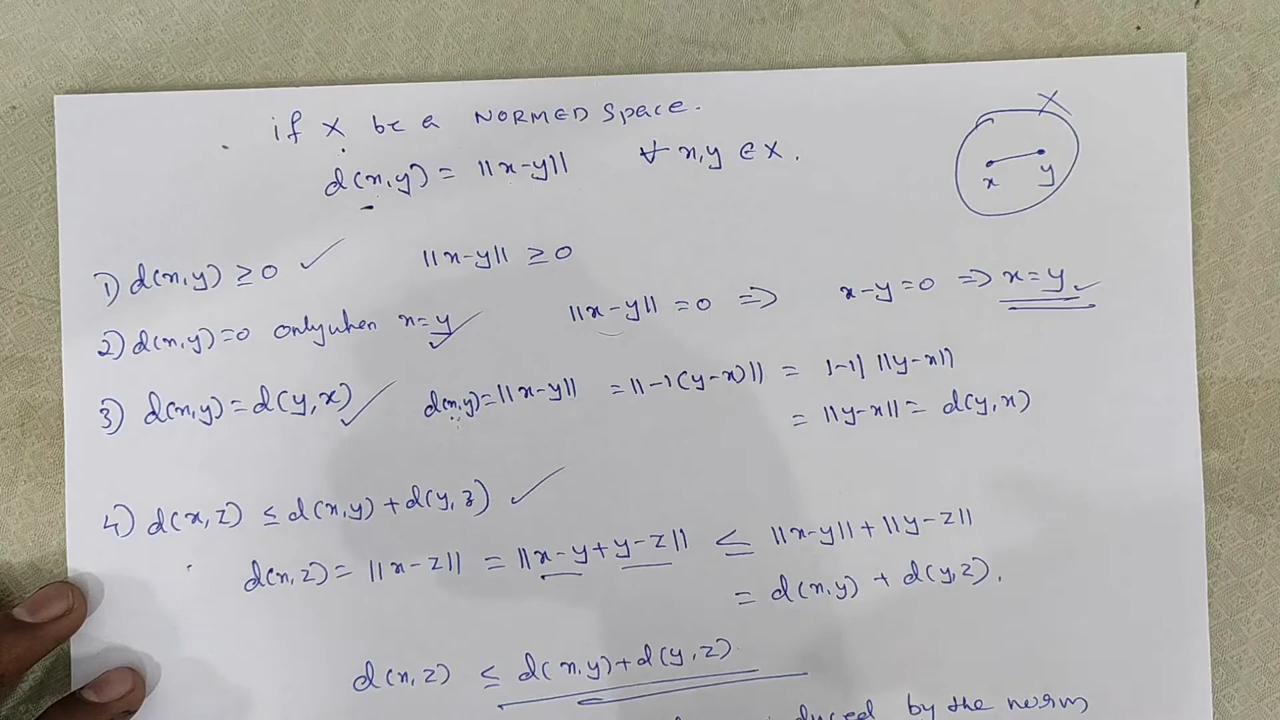 if X be a NORMED Space.
d(x,y) = ||x-y|| ∀ x,y ∈ X.
X
x y
1) d(x,y) ≥ 0 ✓ ||x-y|| ≥ 0
2) d(x,y)=0 only when x=y ✓ ||x-y|| = 0 => x-y=0 => x=y ✓
3) d(x,y) = d(y,x) ✓ d(x,y)=||x-y|| = ||-1(y-x)|| = |-1| ||y-x||
= ||y-x|| = d(y,x)
4) d(x,z) ≤ d(x,y) + d(y,z) ✓
d(x,z) = ||x-z|| = ||x-y+y-z|| ≤ ||x-y|| + ||y-z||
= d(x,y) + d(y,z).
d(x,z) ≤ d(x,y)+d(y,z).
by the norm